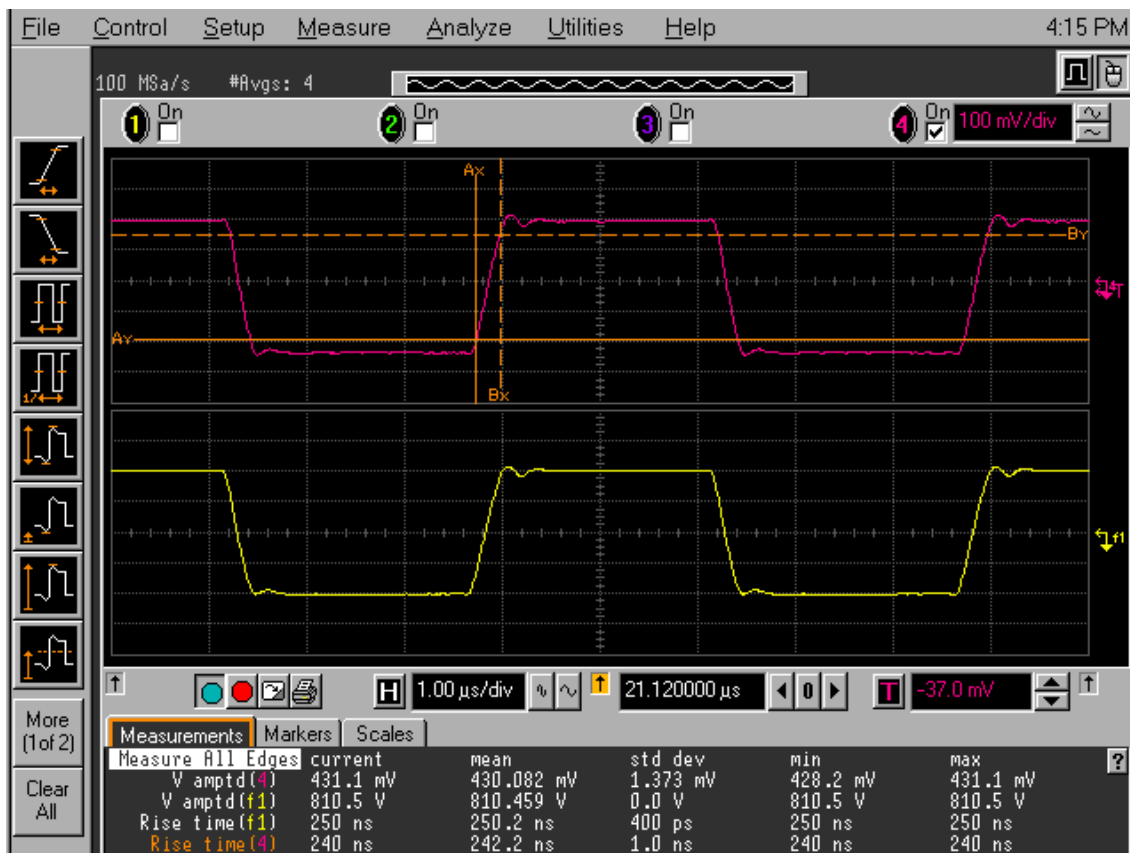 File Control Setup Measure Analyze Utilities Help 4:15 PM
100 MSa/s #Avgs: 4
1 On 2 On 3 On 4 On 100 mV/div
Ax
By
T
Ay
Bx
f1
H 1.00 µs/div 21.120000 µs 0 T -37.0 mV
More
(1of 2)
Clear
All
Measurements Markers Scales
Measure All Edges current mean std dev min max ?
V amptd(4) 431.1 mV 430.082 mV 1.373 mV 428.2 mV 431.1 mV
V amptd(f1) 810.5 V 810.459 V 0.0 V 810.5 V 810.5 V
Rise time(f1) 250 ns 250.2 ns 400 ps 250 ns 250 ns
Rise time(4) 240 ns 242.2 ns 1.0 ns 240 ns 240 ns